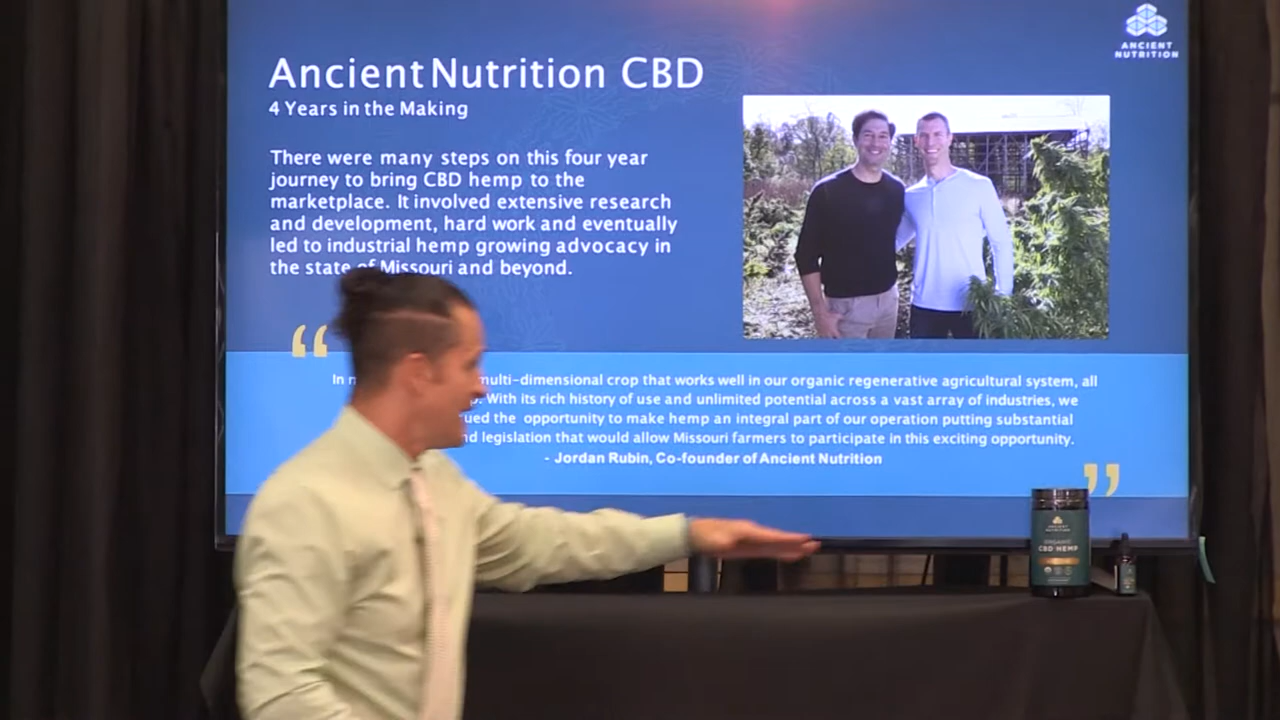 ANCIENT
NUTRITION
Ancient Nutrition CBD
4 Years in the Making
There were many steps on this four year
journey to bring CBD hemp to the
marketplace. It involved extensive research
and development, hard work and eventually
led to industrial hemp growing advocacy in
the state of Missouri and beyond.
“
In multi-dimensional crop that works well in our organic regenerative agricultural system, all
With its rich history of use and unlimited potential across a vast array of industries, we
the opportunity to make hemp an integral part of our operation putting substantial
legislation that would allow Missouri farmers to participate in this exciting opportunity.
- Jordan Rubin, Co-founder of Ancient Nutrition
”
ANCIENT
NUTRITION
ORGANIC
CBD HEMP